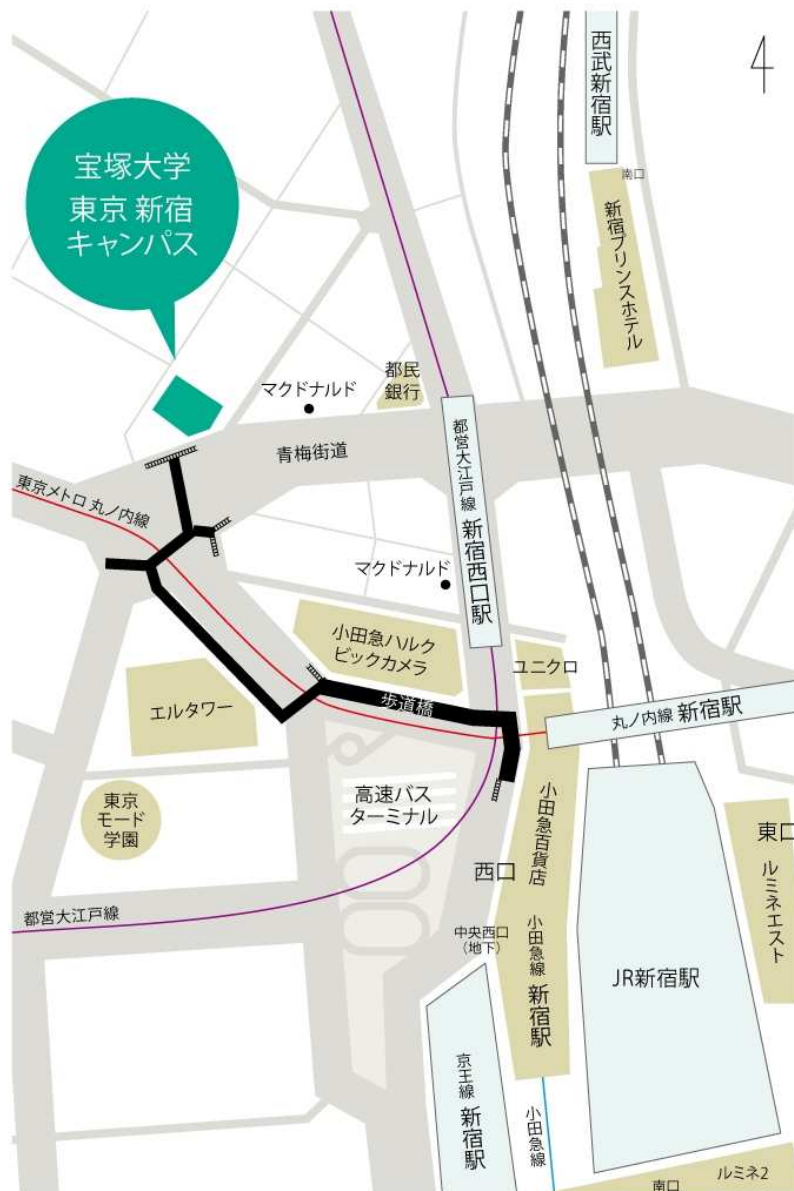 西武新宿駅
南口
新宿プリンスホテル
宝塚大学
東京 新宿
キャンパス
マクドナルド
都民
銀行
青梅街道
都営大江戸線 新宿西口駅
東京メトロ 丸ノ内線
マクドナルド
小田急ハルク
ビックカメラ
ユニクロ
エルタワー
歩道橋
丸ノ内線 新宿駅
東京
モード
学園
高速バス
ターミナル
小田急百貨店
西口
東口
ルミネエスト
都営大江戸線
中央西口
(地下)
小田急線 新宿駅
JR新宿駅
京王線 新宿駅
小田急線
南口
ルミネ2